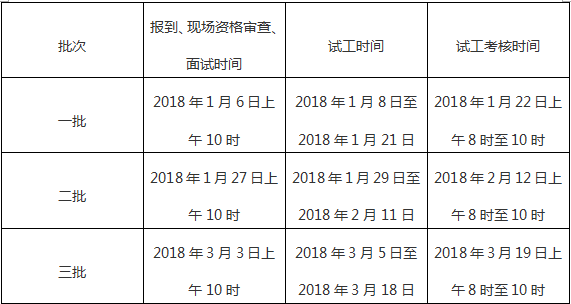 批次
报到、现场资格审查、
面试时间
试工时间
试工考核时间
一批
2018 年 1 月 6 日上
午 10 时
2018 年 1 月 8 日至
2018 年 1 月 21 日
2018 年 1 月 22 日上
午 8 时至 10 时
二批
2018 年 1 月 27 日上
午 10 时
2018 年 1 月 29 日至
2018 年 2 月 11 日
2018 年 2 月 12 日上
午 8 时至 10 时
三批
2018 年 3 月 3 日上
午 10 时
2018 年 3 月 5 日至
2018 年 3 月 18 日
2018 年 3 月 19 日上
午 8 时至 10 时